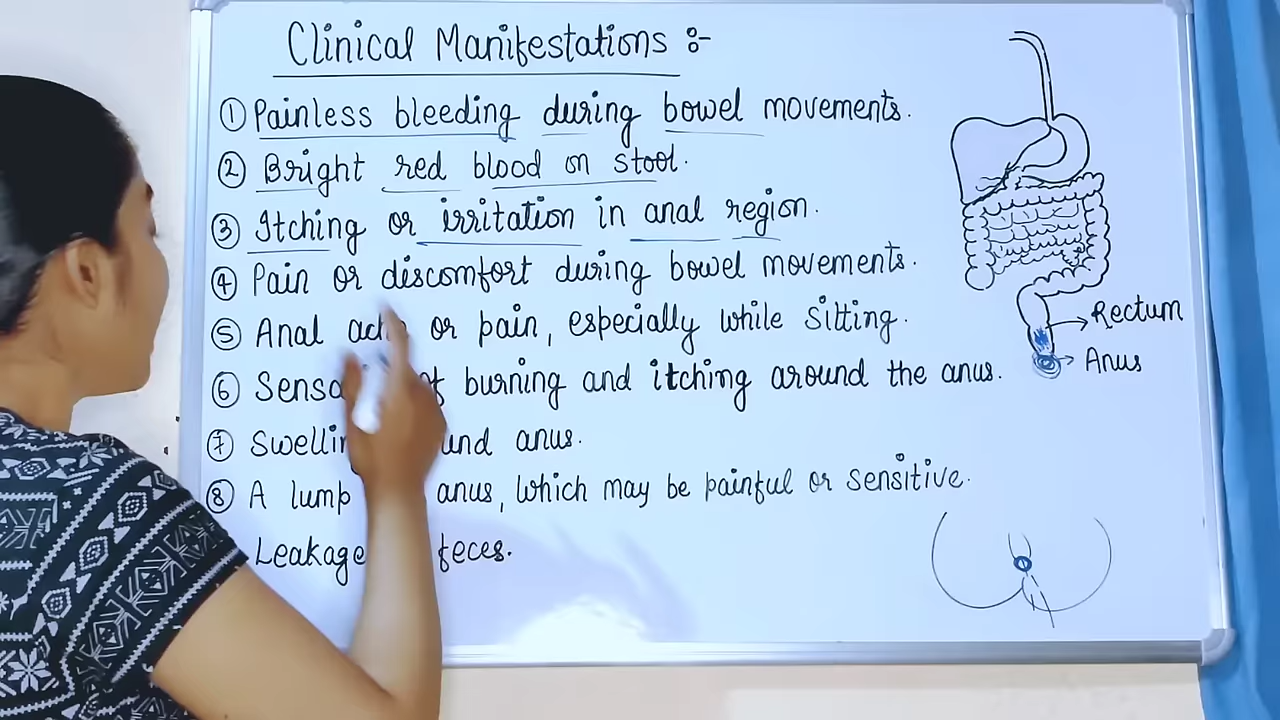 Clinical Manifestations :-
① Painless bleeding during bowel movements.
② Bright red blood on stool.
③ Itching or irritation in anal region.
④ Pain or discomfort during bowel movements.
⑤ Anal or pain, especially while Sitting.
⑥ of burning and itching around the anus.
⑦ anus.
⑧ A lump anus, which may be painful or sensitive.
Leakage feces.
Rectum
Anus